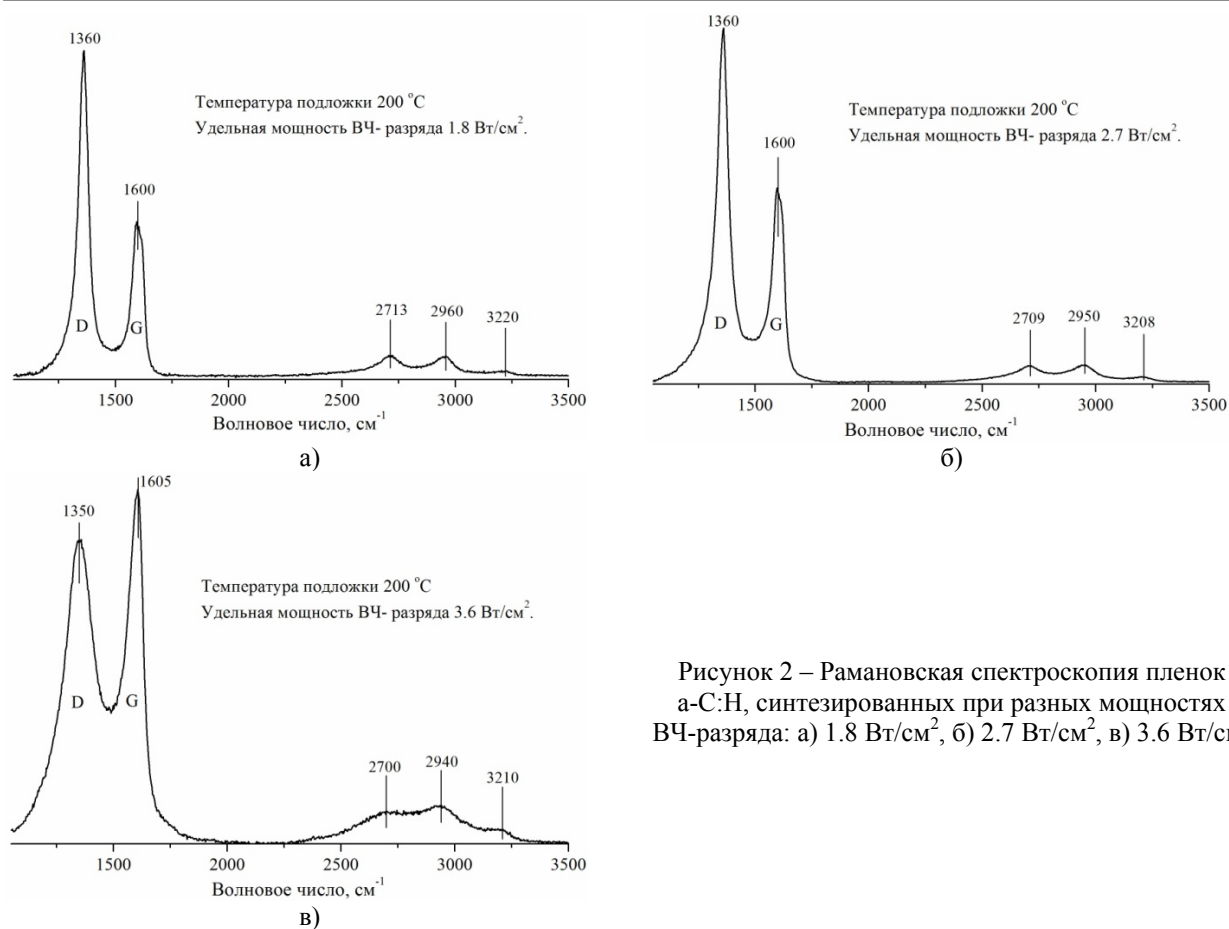 1360
1600
Температура подложки 200 °С
Удельная мощность ВЧ- разряда 1.8 Вт/см².
D
G
2713
2960
3220
1500
2000
2500
3000
3500
Волновое число, см⁻¹
а)
1360
1600
Температура подложки 200 °С
Удельная мощность ВЧ- разряда 2.7 Вт/см².
D
G
2709
2950
3208
1500
2000
2500
3000
3500
Волновое число, см⁻¹
б)
1350
1605
Температура подложки 200 °С
Удельная мощность ВЧ- разряда 3.6 Вт/см².
D
G
2700
2940
3210
1500
2000
2500
3000
3500
Волновое число, см⁻¹
в)
Рисунок 2 – Рамановская спектроскопия пленок
a-C:H, синтезированных при разных мощностях
ВЧ-разряда: а) 1.8 Вт/см², б) 2.7 Вт/см², в) 3.6